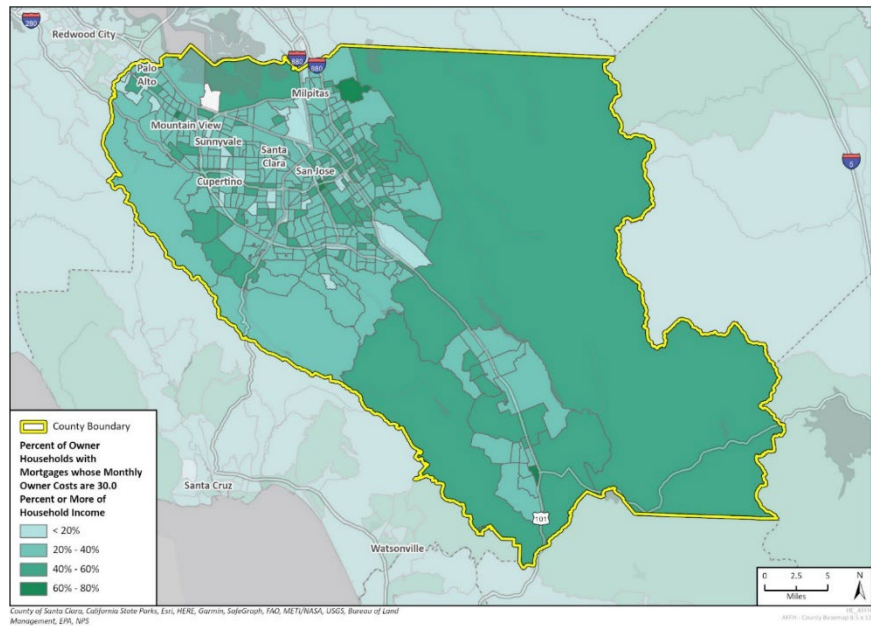 280
Redwood City
Palo
Alto
880
680
Milpitas
Mountain View
Sunnyvale
Santa
Clara
San Jose
Cupertino
5
County Boundary
Percent of Owner
Households with
Mortgages whose Monthly
Owner Costs are 30.0
Percent or More of
Household Income
< 20%
20% - 40%
40% - 60%
60% - 80%
Santa Cruz
Watsonville
101
0 2.5 5
Miles
N
County of Santa Clara, California State Parks, Esri, HERE, Garmin, SafeGraph, FAO, METI/NASA, USGS, Bureau of Land
Management, EPA, NPS